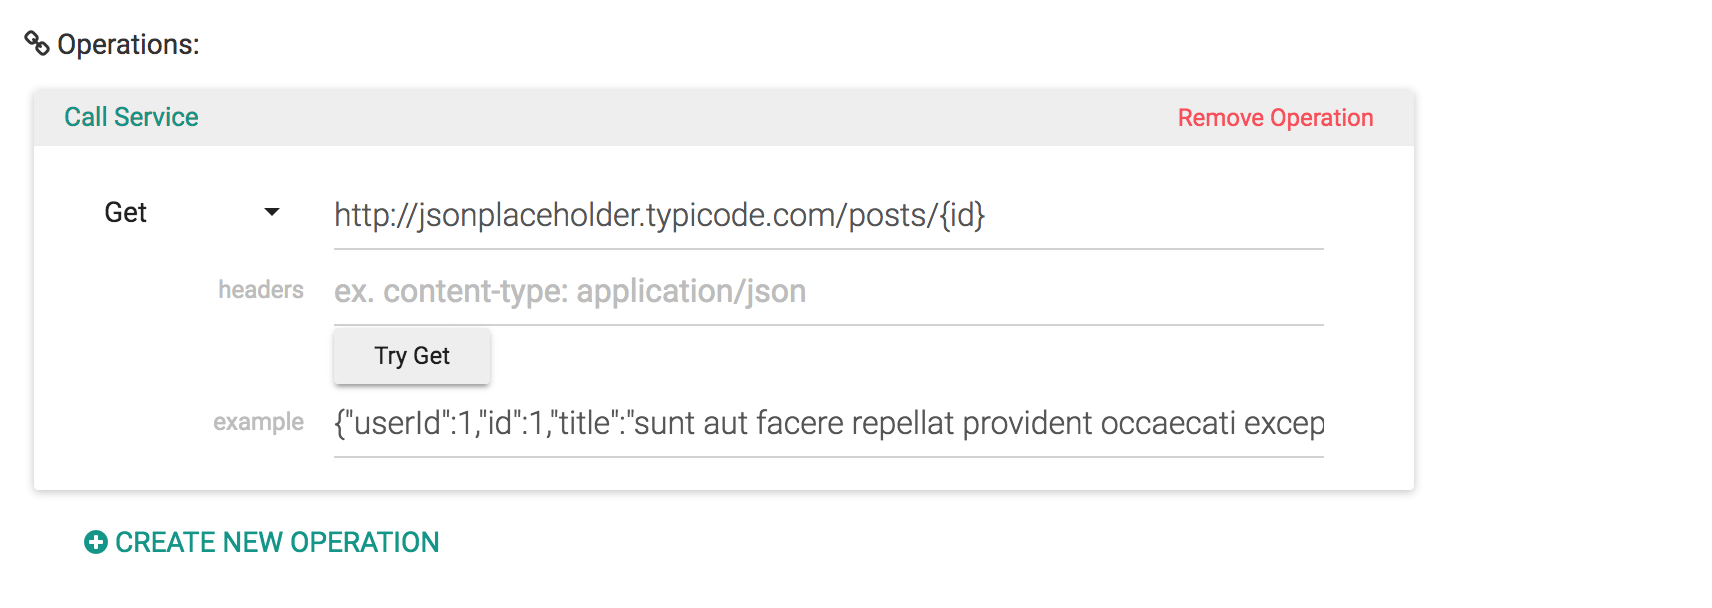 Operations:
Call Service
Remove Operation
Get
http://jsonplaceholder.typicode.com/posts/{id}
headers
ex. content-type: application/json
Try Get
example
{"userId":1,"id":1,"title":"sunt aut facere repellat provident occaecati excep
CREATE NEW OPERATION